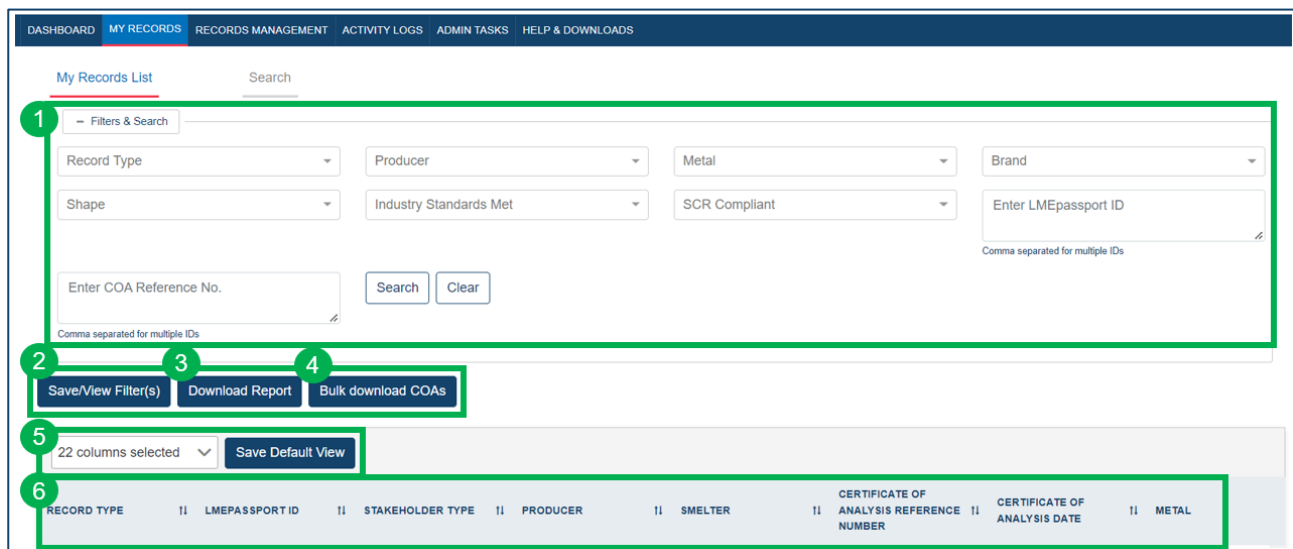 DASHBOARD MY RECORDS RECORDS MANAGEMENT ACTIVITY LOGS ADMIN TASKS HELP & DOWNLOADS
My Records List Search
1 − Filters & Search
Record Type Producer Metal Brand
Shape Industry Standards Met SCR Compliant Enter LMEpassport ID
Comma separated for multiple IDs
Enter COA Reference No. Search Clear
Comma separated for multiple IDs
2 3 4
Save/View Filter(s) Download Report Bulk download COAs
5
22 columns selected Save Default View
6
RECORD TYPE LMEPASSPORT ID STAKEHOLDER TYPE PRODUCER SMELTER CERTIFICATE OF ANALYSIS REFERENCE NUMBER CERTIFICATE OF ANALYSIS DATE METAL